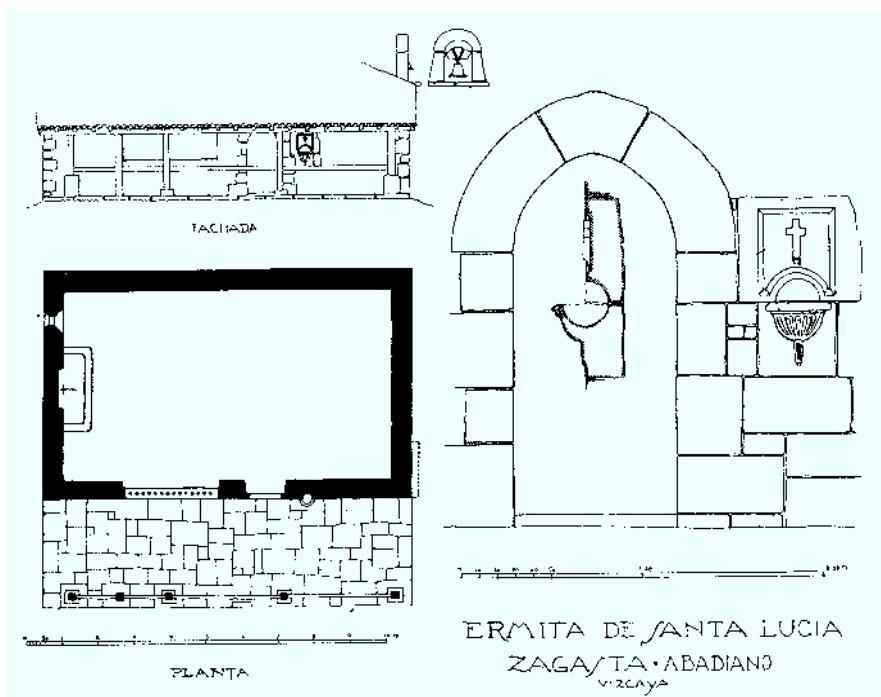 FACHADA
PLANTA
ERMITA DE SANTA LUCIA
ZAGASTA · ABADIANO
VIZCAYA